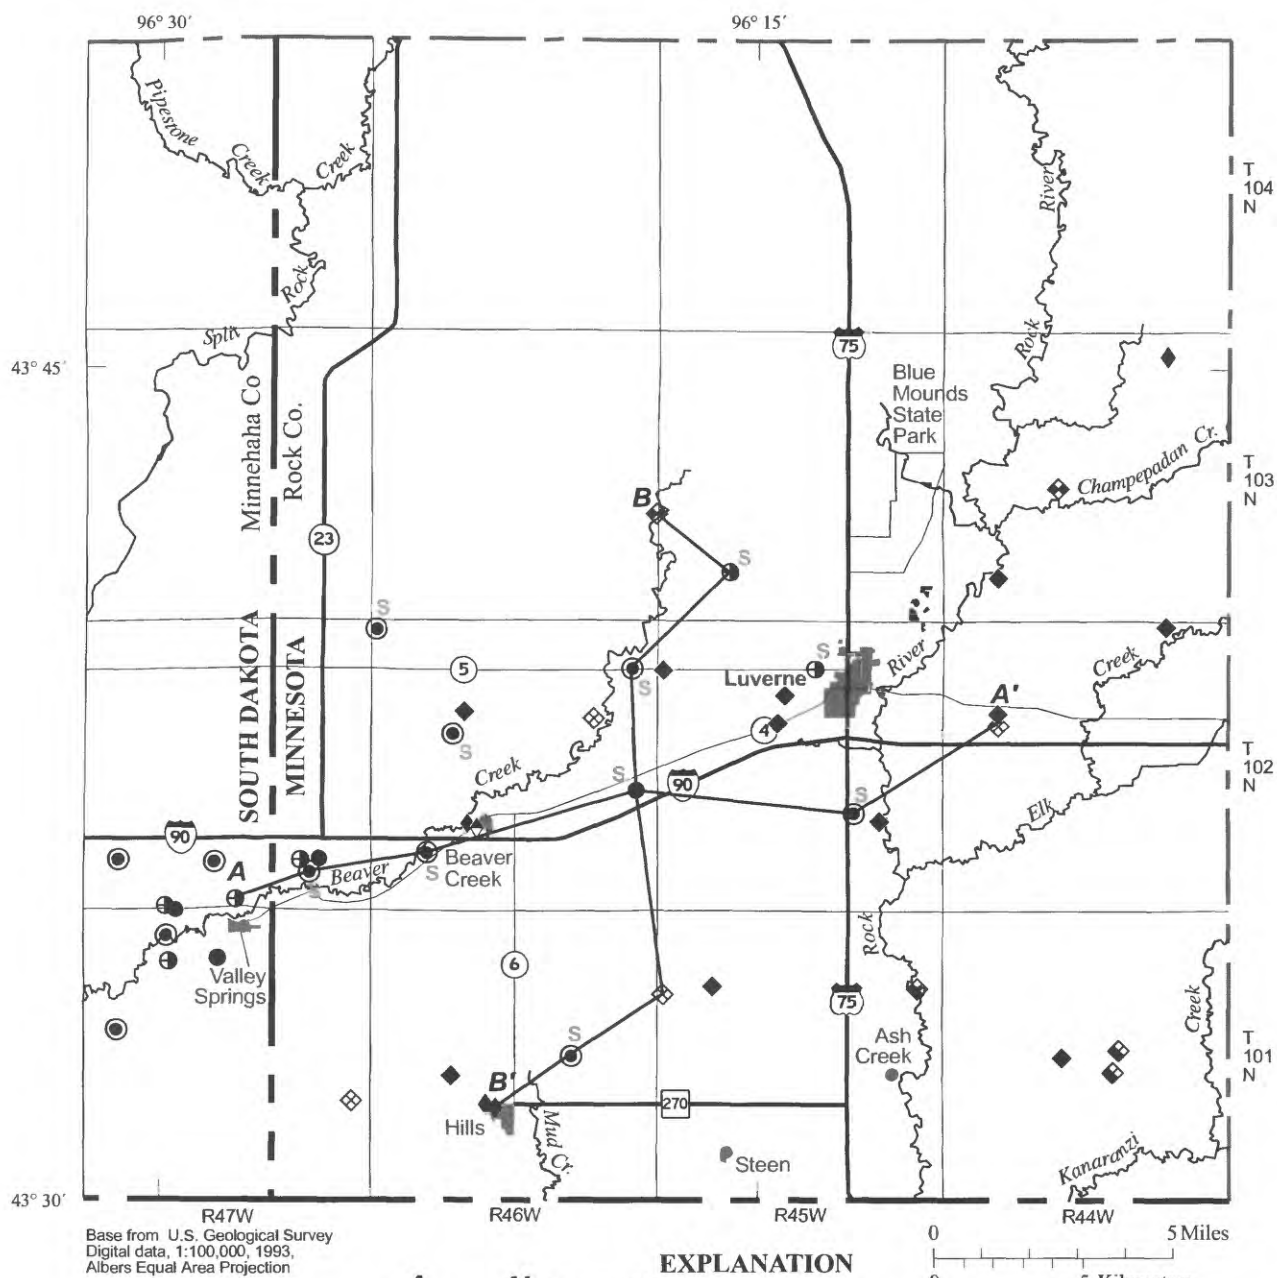 96° 30′
96° 15′
Pipestone
Creek
Creek
River
T
104
N
Rock
Split
Rock
75
43° 45′
Blue
Mounds
State
Park
Minnehaha Co
Rock Co.
Champepadan Cr.
T
103
N
B
23
S
S
SOUTH DAKOTA
MINNESOTA
5
S
S
Luverne
River
Creek
A'
S
4
Creek
S
90
T
102
N
S
Elk
90
A
Beaver
S
S
Beaver
Creek
Rock
6
Valley
Springs
75
Creek
S
Ash
Creek
T
101
N
B'
270
Hills
Mud Cr.
Steen
Kanaranzi
43° 30′
R47W
R46W
R45W
R44W
Base from U.S. Geological Survey
Digital data, 1:100,000, 1993,
Albers Equal Area Projection
EXPLANATION
0
5 Miles